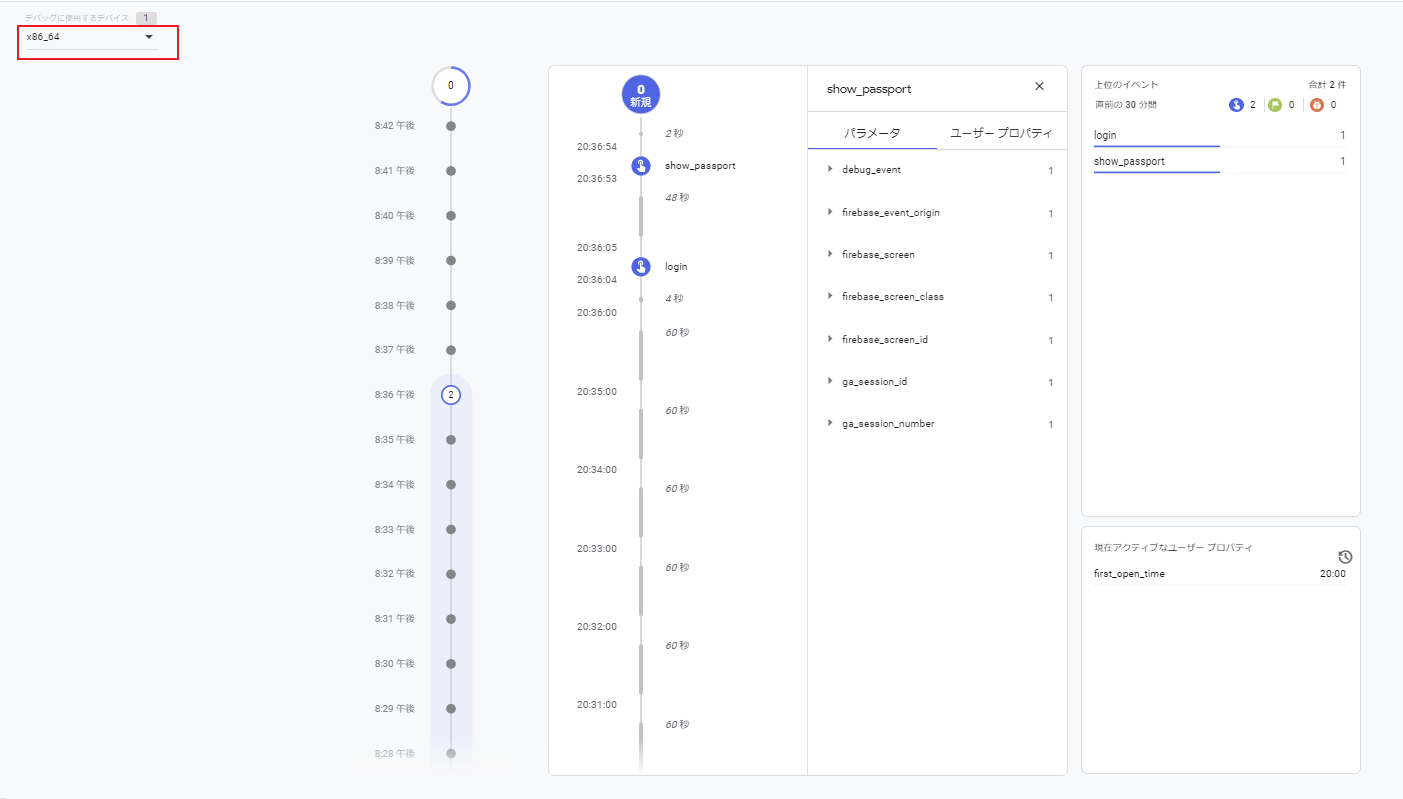 デバッグに使用するデバイス 1
x86_64
0
8:42 午後
8:41 午後
8:40 午後
8:39 午後
8:38 午後
8:37 午後
8:36 午後 2
8:35 午後
8:34 午後
8:33 午後
8:32 午後
8:31 午後
8:30 午後
8:29 午後
8:28 午後
0
新規
2 秒
20:36:54
show_passport
20:36:53
48 秒
20:36:05
login
20:36:04
4 秒
20:36:00
60 秒
20:35:00
60 秒
20:34:00
60 秒
20:33:00
60 秒
20:32:00
60 秒
20:31:00
60 秒
show_passport
パラメータ ユーザー プロパティ
debug_event 1
firebase_event_origin 1
firebase_screen 1
firebase_screen_class 1
firebase_screen_id 1
ga_session_id 1
ga_session_number 1
上位のイベント 合計 2 件
直前の 30 分間 2 0 0
login 1
show_passport 1
現在アクティブなユーザー プロパティ
first_open_time 20:00